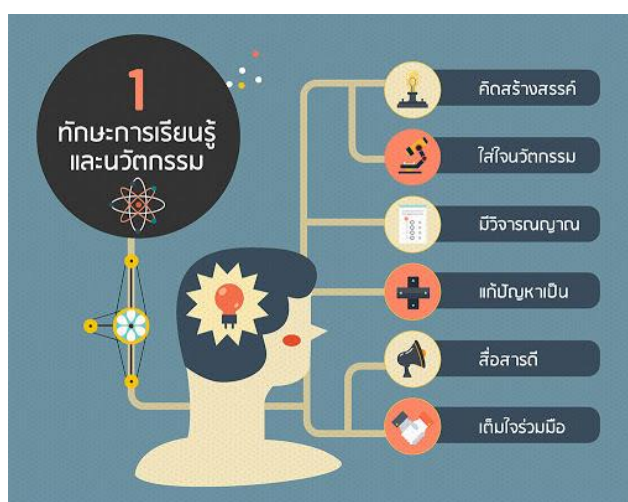 1
ทักษะการเรียนรู้
และนวัตกรรม
คิดสร้างสรรค์
ใส่ใจนวัตกรรม
มีวิจารณญาณ
แก้ปัญหาเป็น
สื่อสารดี
เต็มใจร่วมมือ